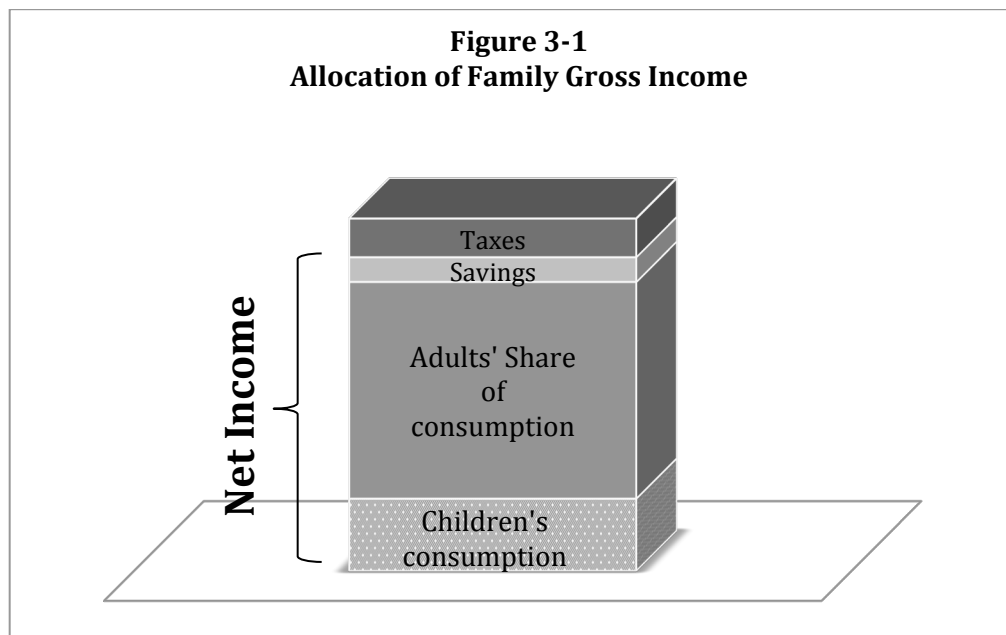 Figure 3-1
Allocation of Family Gross Income
Taxes
Savings
Net Income
Adults' Share
of
consumption
Children's
consumption